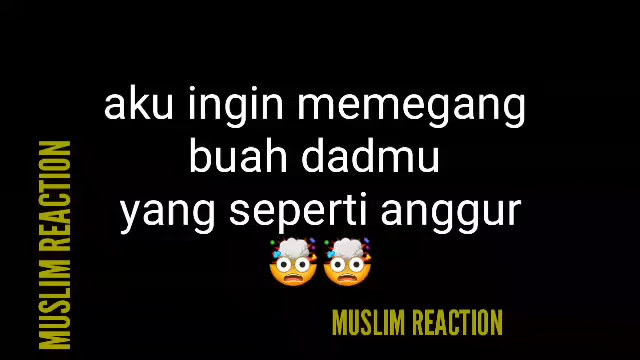 aku ingin memegang
buah dadmu
yang seperti anggur
🤯🤯
MUSLIM REACTION
MUSLIM REACTION